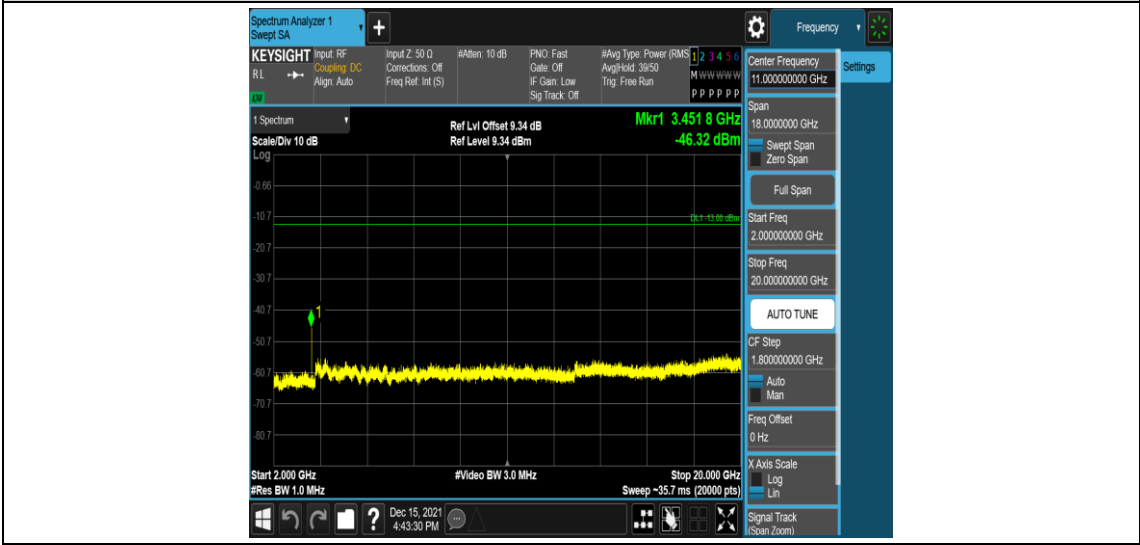 Spectrum Analyzer 1
Swept SA
+
Frequency
KEYSIGHT
RL
LM
Input: RF
Coupling: DC
Align: Auto
Input Z: 50 Ω
Corrections: Off
Freq Ref: Int (S)
#Atten: 10 dB
PNO: Fast
Gate: Off
IF Gain: Low
Sig Track: Off
#Avg Type: Power (RMS
Avg|Hold: 39/50
Trig: Free Run
1 2 3 4 5 6
M W W W W W
P P P P P P
1 Spectrum
Scale/Div 10 dB
Log
Ref Lvl Offset 9.34 dB
Ref Level 9.34 dBm
Mkr1 3.451 8 GHz
-46.32 dBm
-0.66
-10.7
DL1 -13.00 dBm
-20.7
-30.7
-40.7
1
-50.7
-60.7
-70.7
-80.7
Start 2.000 GHz
#Res BW 1.0 MHz
#Video BW 3.0 MHz
Stop 20.000 GHz
Sweep ~35.7 ms (20000 pts)
?
Dec 15, 2021
4:43:30 PM
Center Frequency
11.000000000 GHz
Settings
Span
18.0000000 GHz
Swept Span
Zero Span
Full Span
Start Freq
2.000000000 GHz
Stop Freq
20.000000000 GHz
AUTO TUNE
CF Step
1.800000000 GHz
Auto
Man
Freq Offset
0 Hz
X Axis Scale
Log
Lin
Signal Track
(Span Zoom)